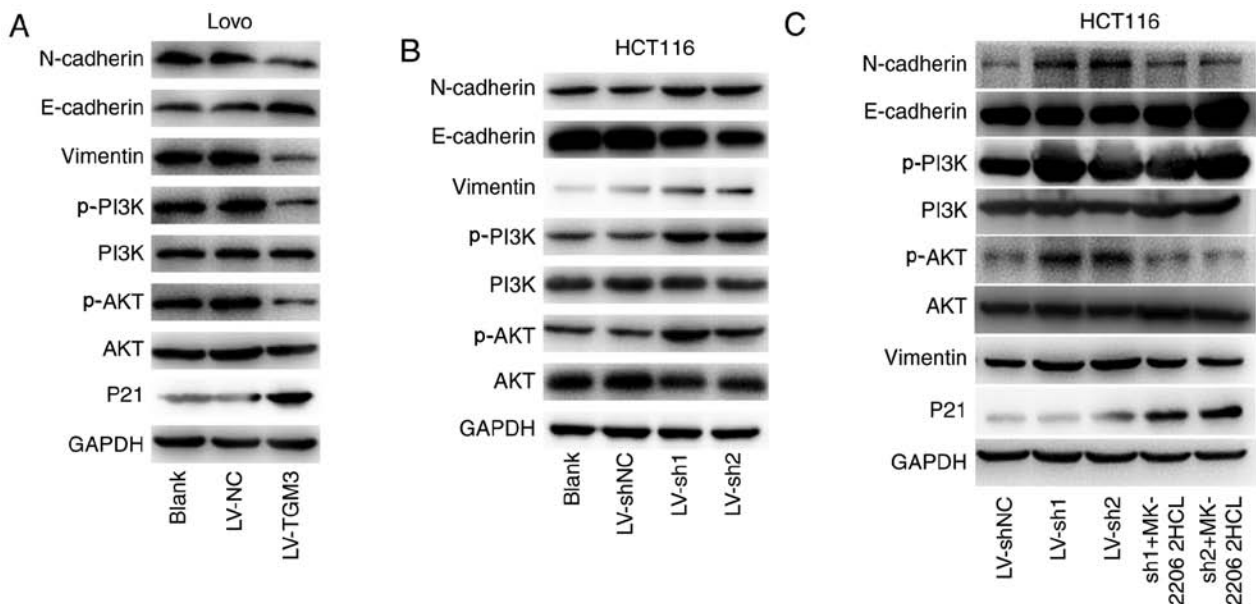 A
Lovo
N-cadherin
E-cadherin
Vimentin
p-PI3K
PI3K
p-AKT
AKT
P21
GAPDH
Blank
LV-NC
LV-TGM3
B
HCT116
N-cadherin
E-cadherin
Vimentin
p-PI3K
PI3K
p-AKT
AKT
GAPDH
Blank
LV-shNC
LV-sh1
LV-sh2
C
HCT116
N-cadherin
E-cadherin
p-PI3K
PI3K
p-AKT
AKT
Vimentin
P21
GAPDH
LV-shNC
LV-sh1
LV-sh2
sh1+MK-
2206 2HCL
sh2+MK-
2206 2HCL